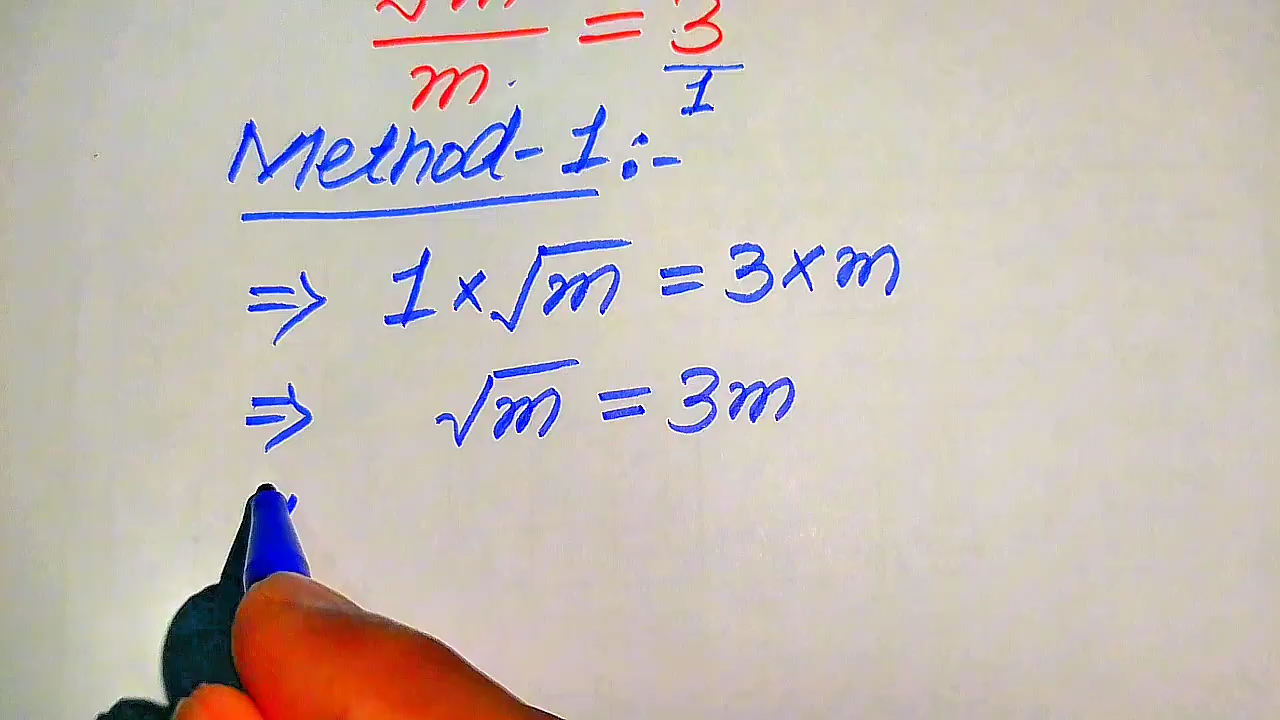 √m/m = 3/1
Method-1:-
⇒ 1×√m = 3×m
⇒ √m = 3m